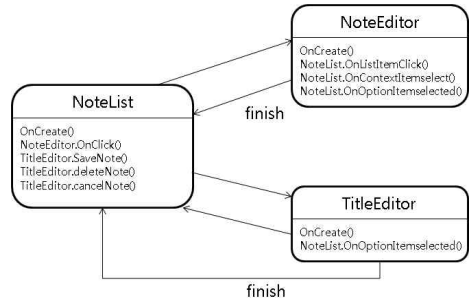 NoteEditor
OnCreate()
NoteList.OnListItemClick()
NoteList.OnContextItemselect()
NoteList.OnOptionItemselected()
finish
NoteList
OnCreate()
NoteEditor.OnClick()
TitleEditor.SaveNote()
TitleEditor.deleteNote()
TitleEditor.cancelNote()
TitleEditor
OnCreate()
NoteList.OnOptionItemselected()
finish